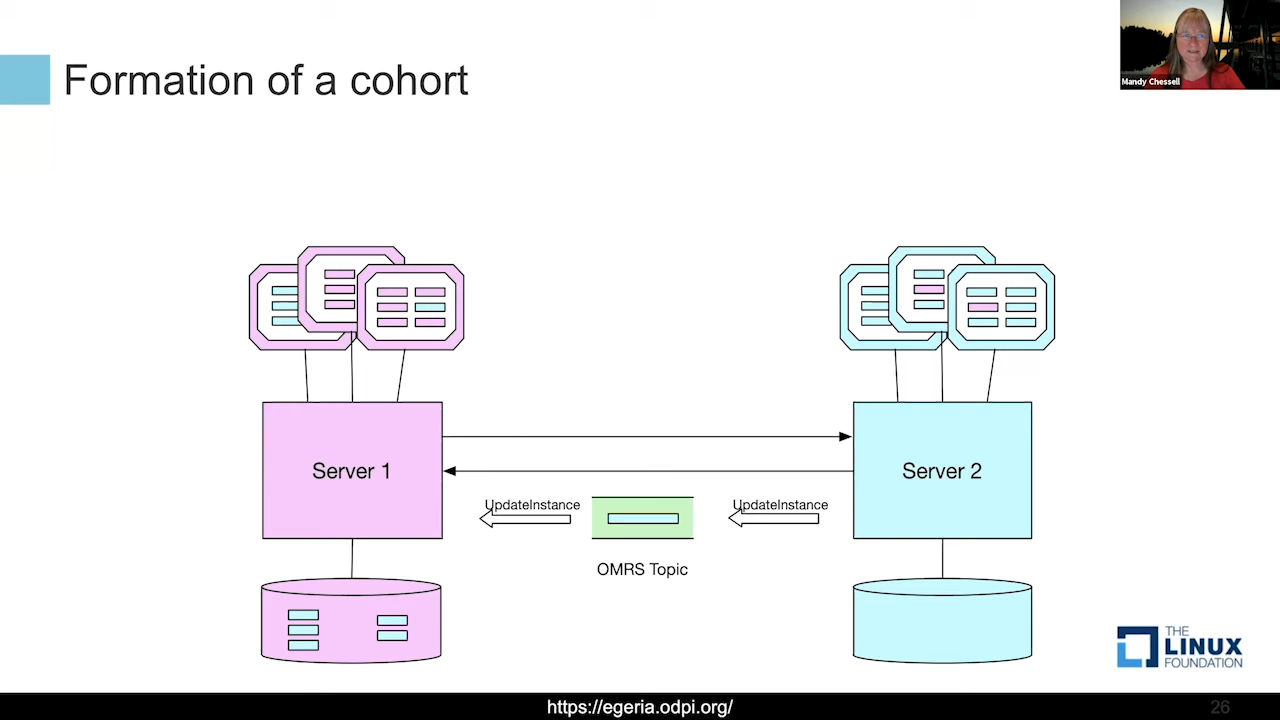 Formation of a cohort
Mandy Chessell
Server 1
Server 2
UpdateInstance
UpdateInstance
OMRS Topic
THE
LINUX
FOUNDATION
https://egeria.odpi.org/
26